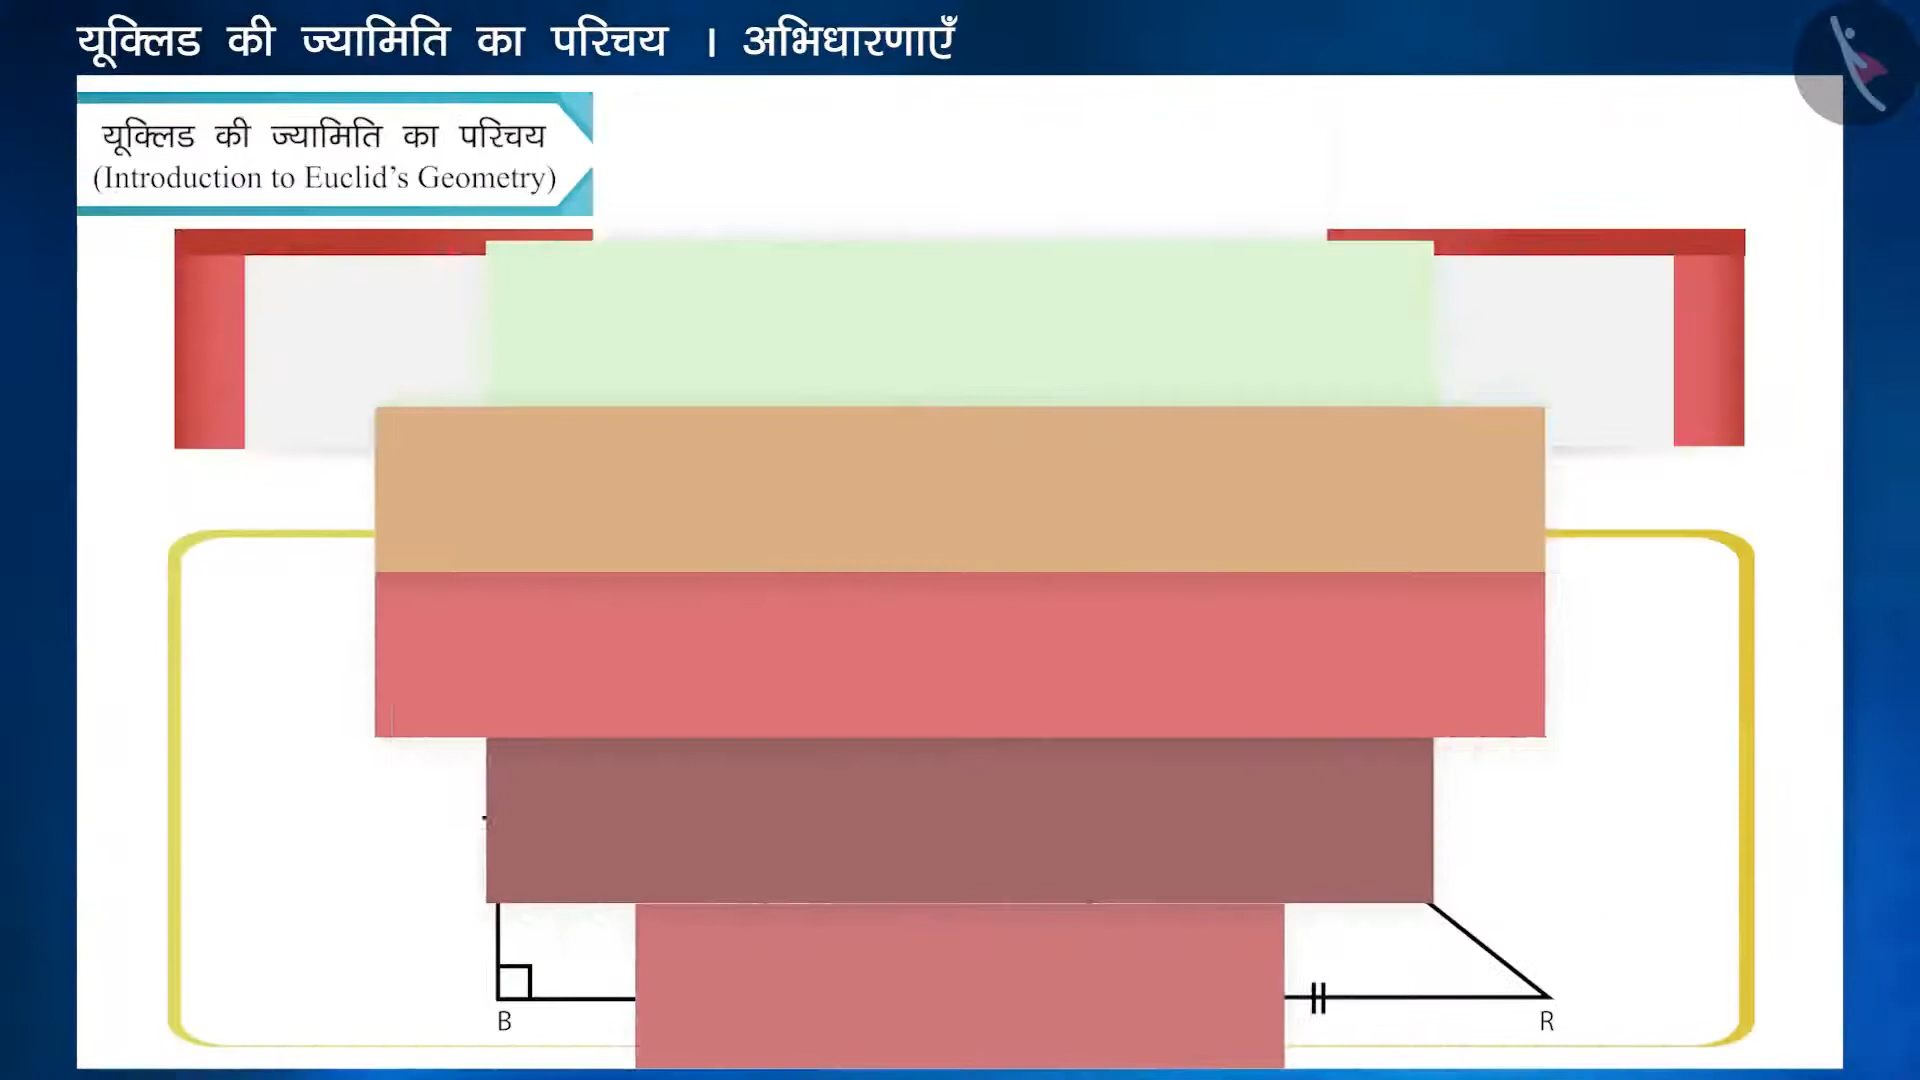 यूक्लिड की ज्यामिति का परिचय । अभिधारणाएँ
यूक्लिड की ज्यामिति का परिचय
(Introduction to Euclid’s Geometry)
B
R